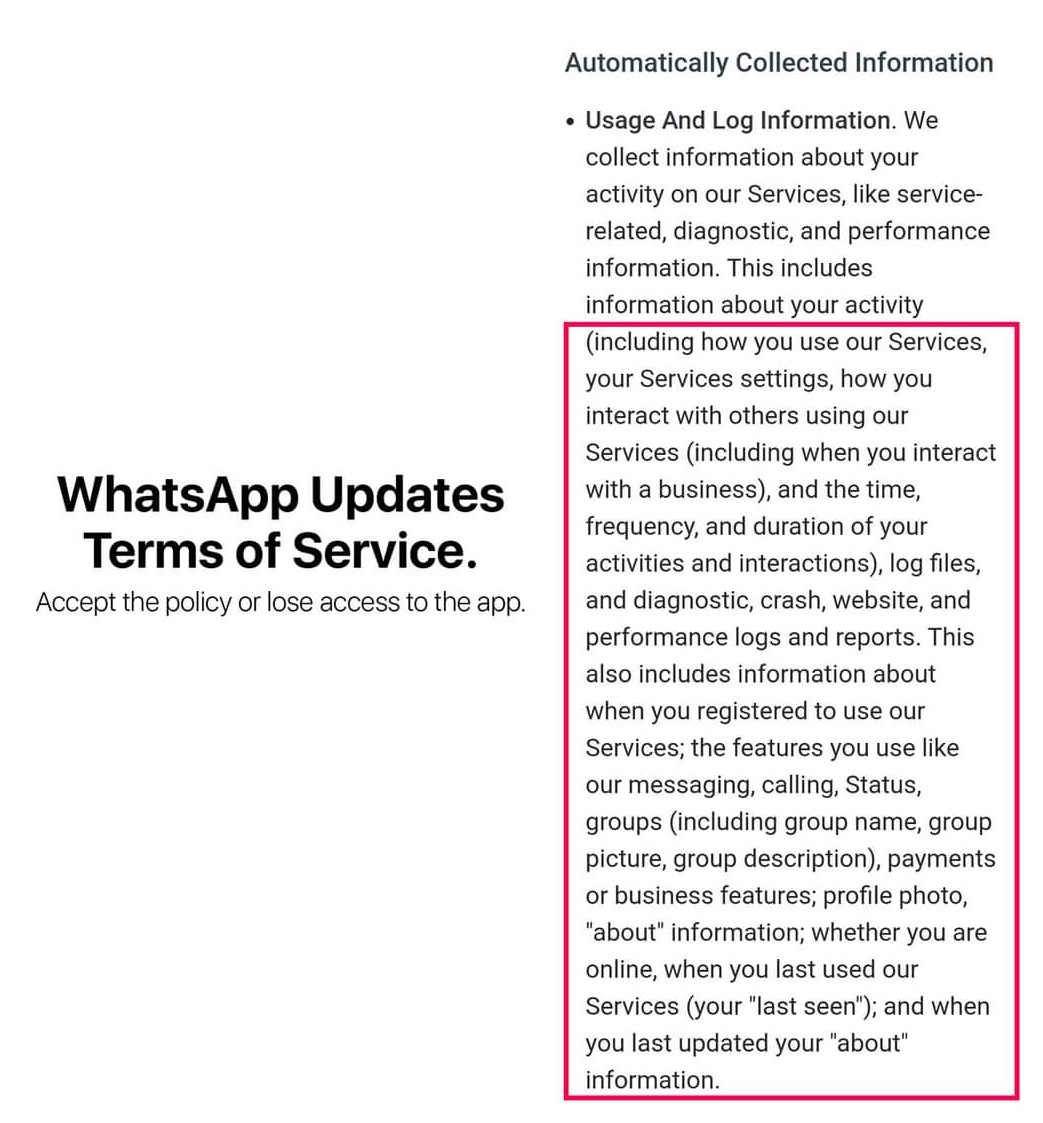 WhatsApp Updates
Terms of Service.
Accept the policy or lose access to the app.
Automatically Collected Information
• Usage And Log Information. We
collect information about your
activity on our Services, like service-
related, diagnostic, and performance
information. This includes
information about your activity
(including how you use our Services,
your Services settings, how you
interact with others using our
Services (including when you interact
with a business), and the time,
frequency, and duration of your
activities and interactions), log files,
and diagnostic, crash, website, and
performance logs and reports. This
also includes information about
when you registered to use our
Services; the features you use like
our messaging, calling, Status,
groups (including group name, group
picture, group description), payments
or business features; profile photo,
"about" information; whether you are
online, when you last used our
Services (your "last seen"); and when
you last updated your "about"
information.